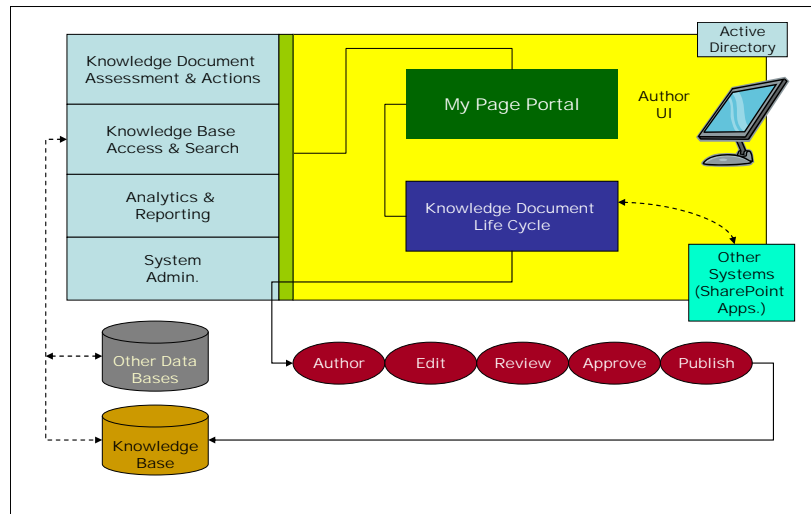 Knowledge Document
Assessment & Actions
Knowledge Base
Access & Search
Analytics &
Reporting
System
Admin.
My Page Portal
Author
UI
Active
Directory
Knowledge Document
Life Cycle
Other
Systems
(SharePoint
Apps.)
Other Data
Bases
Author
Edit
Review
Approve
Publish
Knowledge
Base